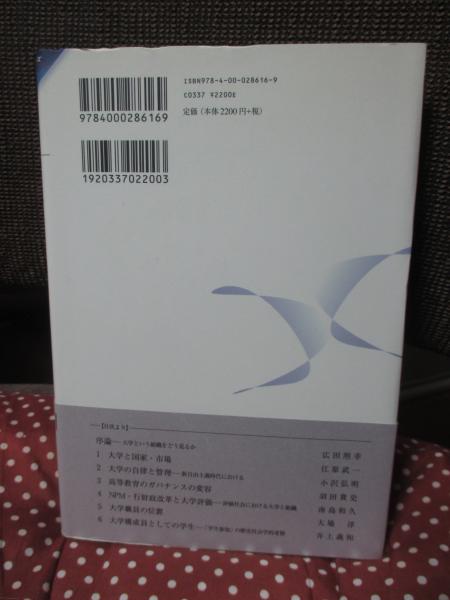 ISBN978-4-00-028616-9
C0337 ¥2200E
定価(本体2200円+税)
9784000286169
1920337022003
【目次より】
序論―大学という組織をどう見るか 広田照幸
1 大学と国家・市場 江原武一
2 大学の自律と管理―新自由主義時代における 小沢弘明
3 高等教育のガバナンスの変容 羽田貴史
4 NPM・行財政改革と大学評価―評価社会における大学と組織 南島和久
5 大学職員の位置 大場 淳
6 大学構成員としての学生―「学生参加」の歴史社会学的考察 井上義和